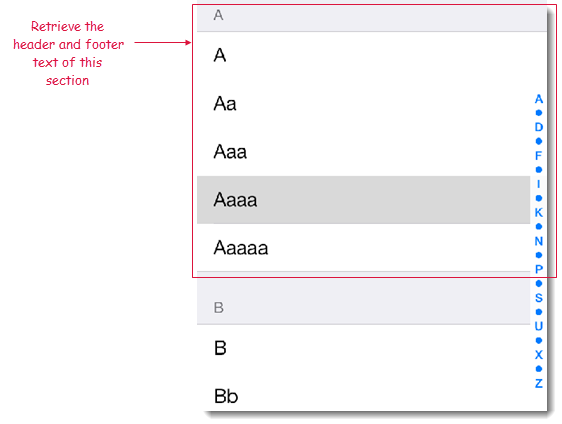 Retrieve the
header and footer
text of this
section
A
A
Aa
Aaa
Aaaa
Aaaaa
B
B
Bb
A
D
F
I
K
N
P
S
U
X
Z